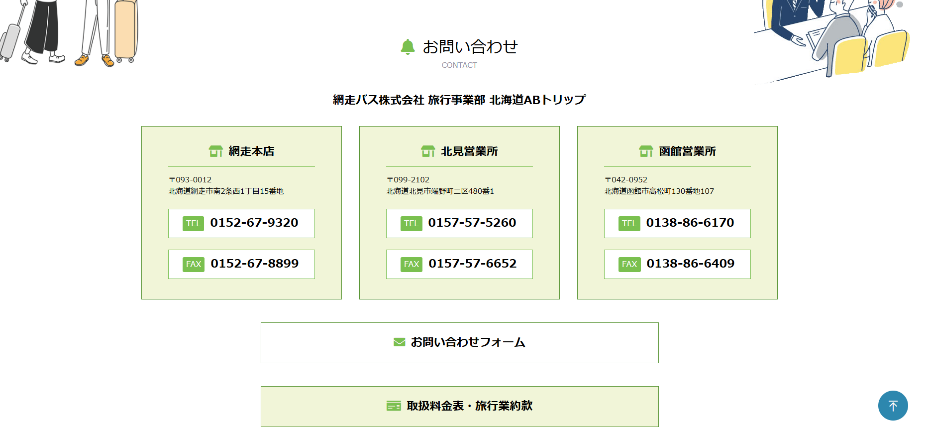 お問い合わせ
CONTACT
網走バス株式会社 旅行事業部 北海道ABトリップ
網走本店
〒093-0012
北海道網走市南2条西1丁目15番地
TEL 0152-67-9320
FAX 0152-67-8899
北見営業所
〒099-2102
北海道北見市端野町二区480番1
TEL 0157-57-5260
FAX 0157-57-6652
函館営業所
〒042-0952
北海道函館市高松町130番地107
TEL 0138-86-6170
FAX 0138-86-6409
お問い合わせフォーム
取扱料金表・旅行業約款